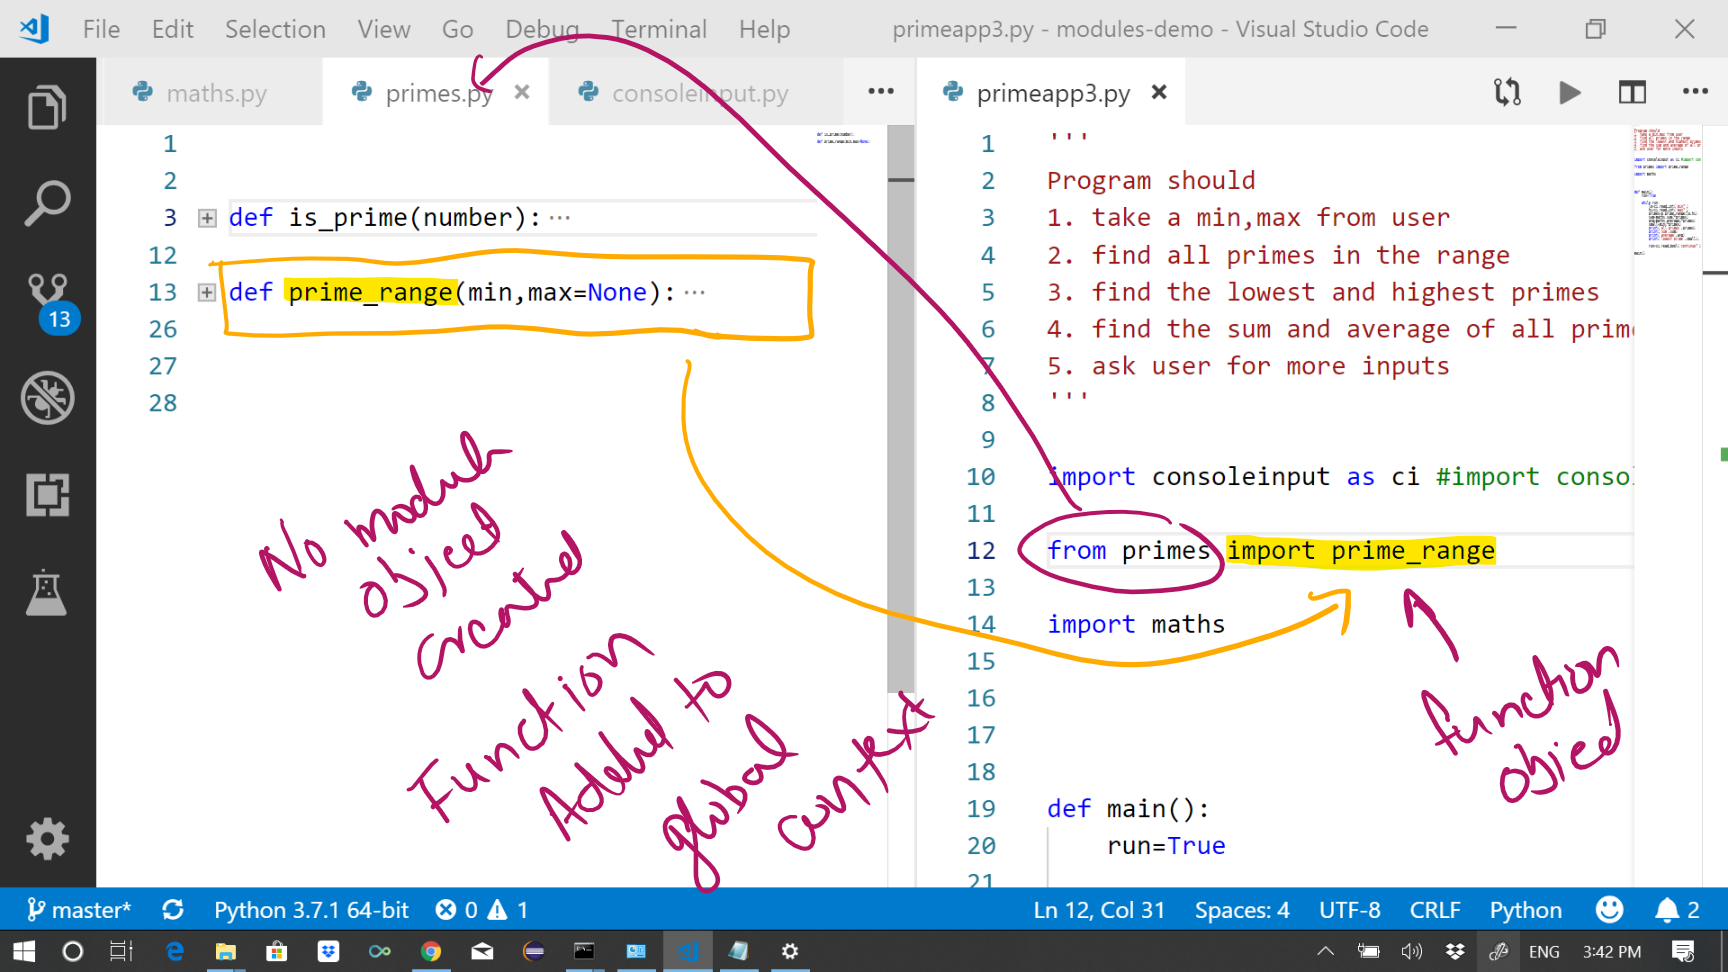 File Edit Selection View Go Debug Terminal Help
primeapp3.py - modules-demo - Visual Studio Code
maths.py
primes.py
consoleinput.py
primeapp3.py
1
2
3 def is_prime(number):
12
13 def prime_range(min,max=None):
26
27
28
No module
object
created
Function
Added to
global
context
1 '''
2 Program should
3 1. take a min,max from user
4 2. find all primes in the range
5 3. find the lowest and highest primes
6 4. find the sum and average of all prim
7 5. ask user for more inputs
8 '''
9
10 import consoleinput as ci #import conso
11
12 from primes import prime_range
13
14 import maths
15
16
17
18
19 def main():
20 run=True
21
function
object
13
master* Python 3.7.1 64-bit 0 1 Ln 12, Col 31 Spaces: 4 UTF-8 CRLF Python 2
ENG 3:42 PM